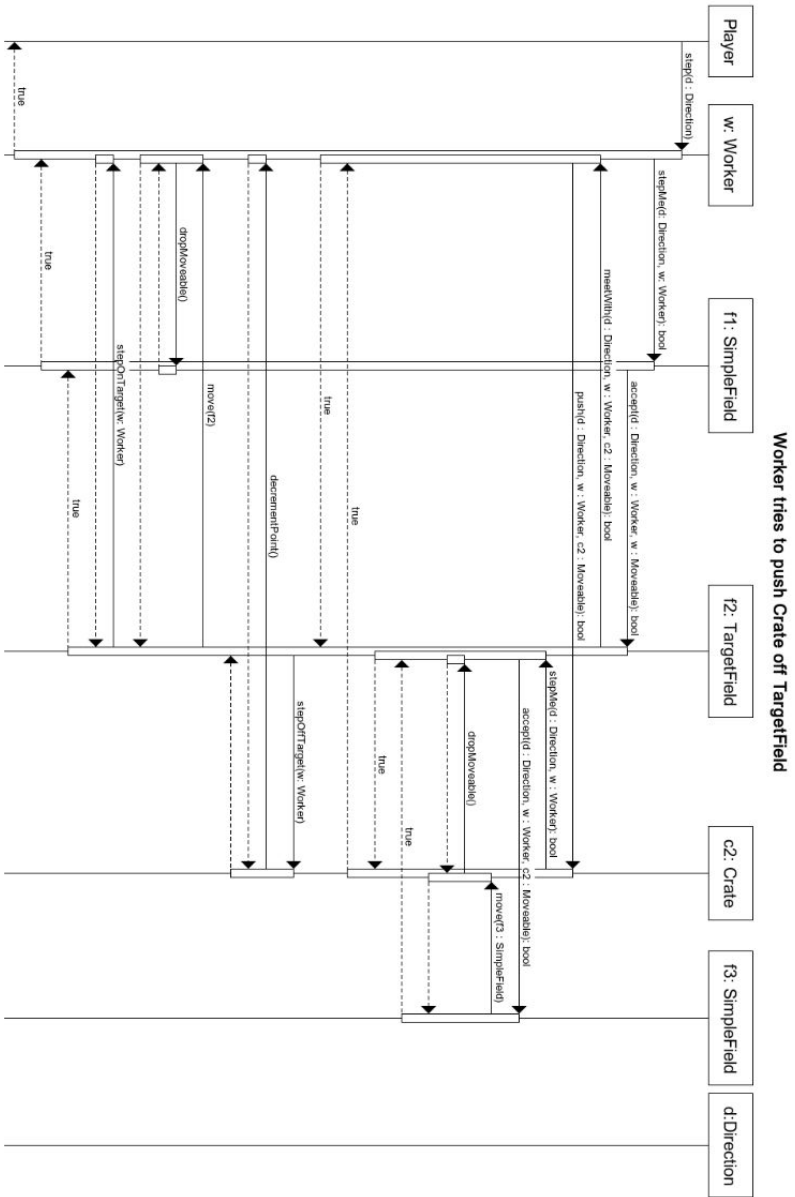 Worker tries to push Crate off TargetField
Player
w: Worker
f1: SimpleField
f2: TargetField
c2: Crate
f3: SimpleField
d:Direction
step(d : Direction)
stepMe(d: Direction, w: Worker): bool
accept(d : Direction, w : Worker, w : Moveable): bool
meetWith(d : Direction, w : Worker, c2 : Moveable): bool
push(d : Direction, w : Worker, c2 : Moveable): bool
stepMe(d : Direction, w : Worker): bool
accept(d : Direction, w : Worker, c2 : Moveable): bool
move(f3 : SimpleField)
dropMoveable()
true
true
true
true
stepOffTarget(w: Worker)
decrementPoint()
move(f2)
dropMoveable()
stepOnTarget(w: Worker)
true
true
true